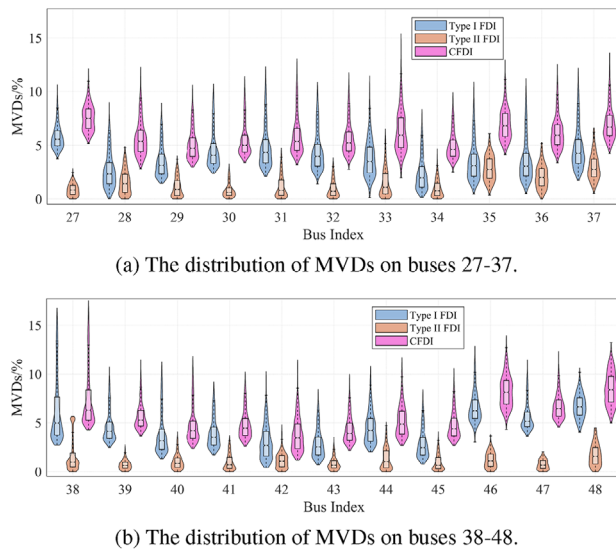 Type I FDI
Type II FDI
CFDI
MVDs/%
15
10
5
0
27 28 29 30 31 32 33 34 35 36 37
Bus Index
(a) The distribution of MVDs on buses 27-37.
Type I FDI
Type II FDI
CFDI
MVDs/%
15
10
5
0
38 39 40 41 42 43 44 45 46 47 48
Bus Index
(b) The distribution of MVDs on buses 38-48.